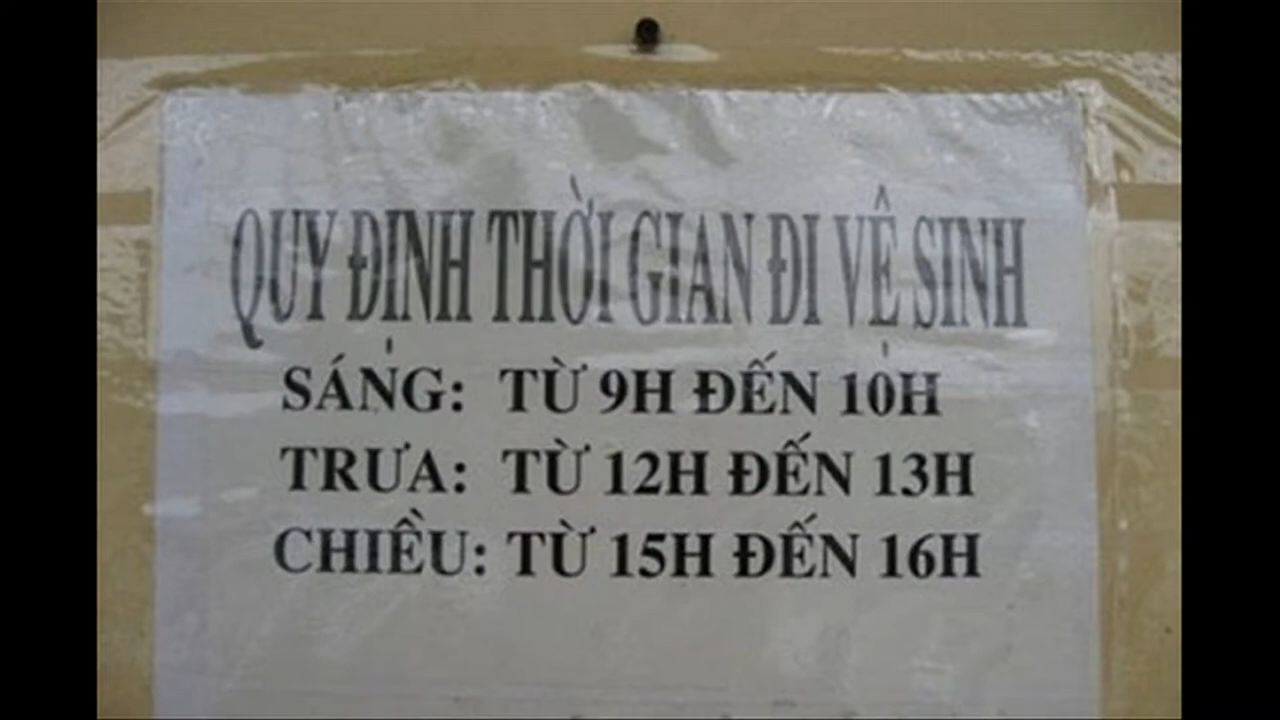 QUY ĐỊNH THỜI GIAN ĐI VỆ SINH
SÁNG: TỪ 9H ĐẾN 10H
TRƯA: TỪ 12H ĐẾN 13H
CHIỀU: TỪ 15H ĐẾN 16H